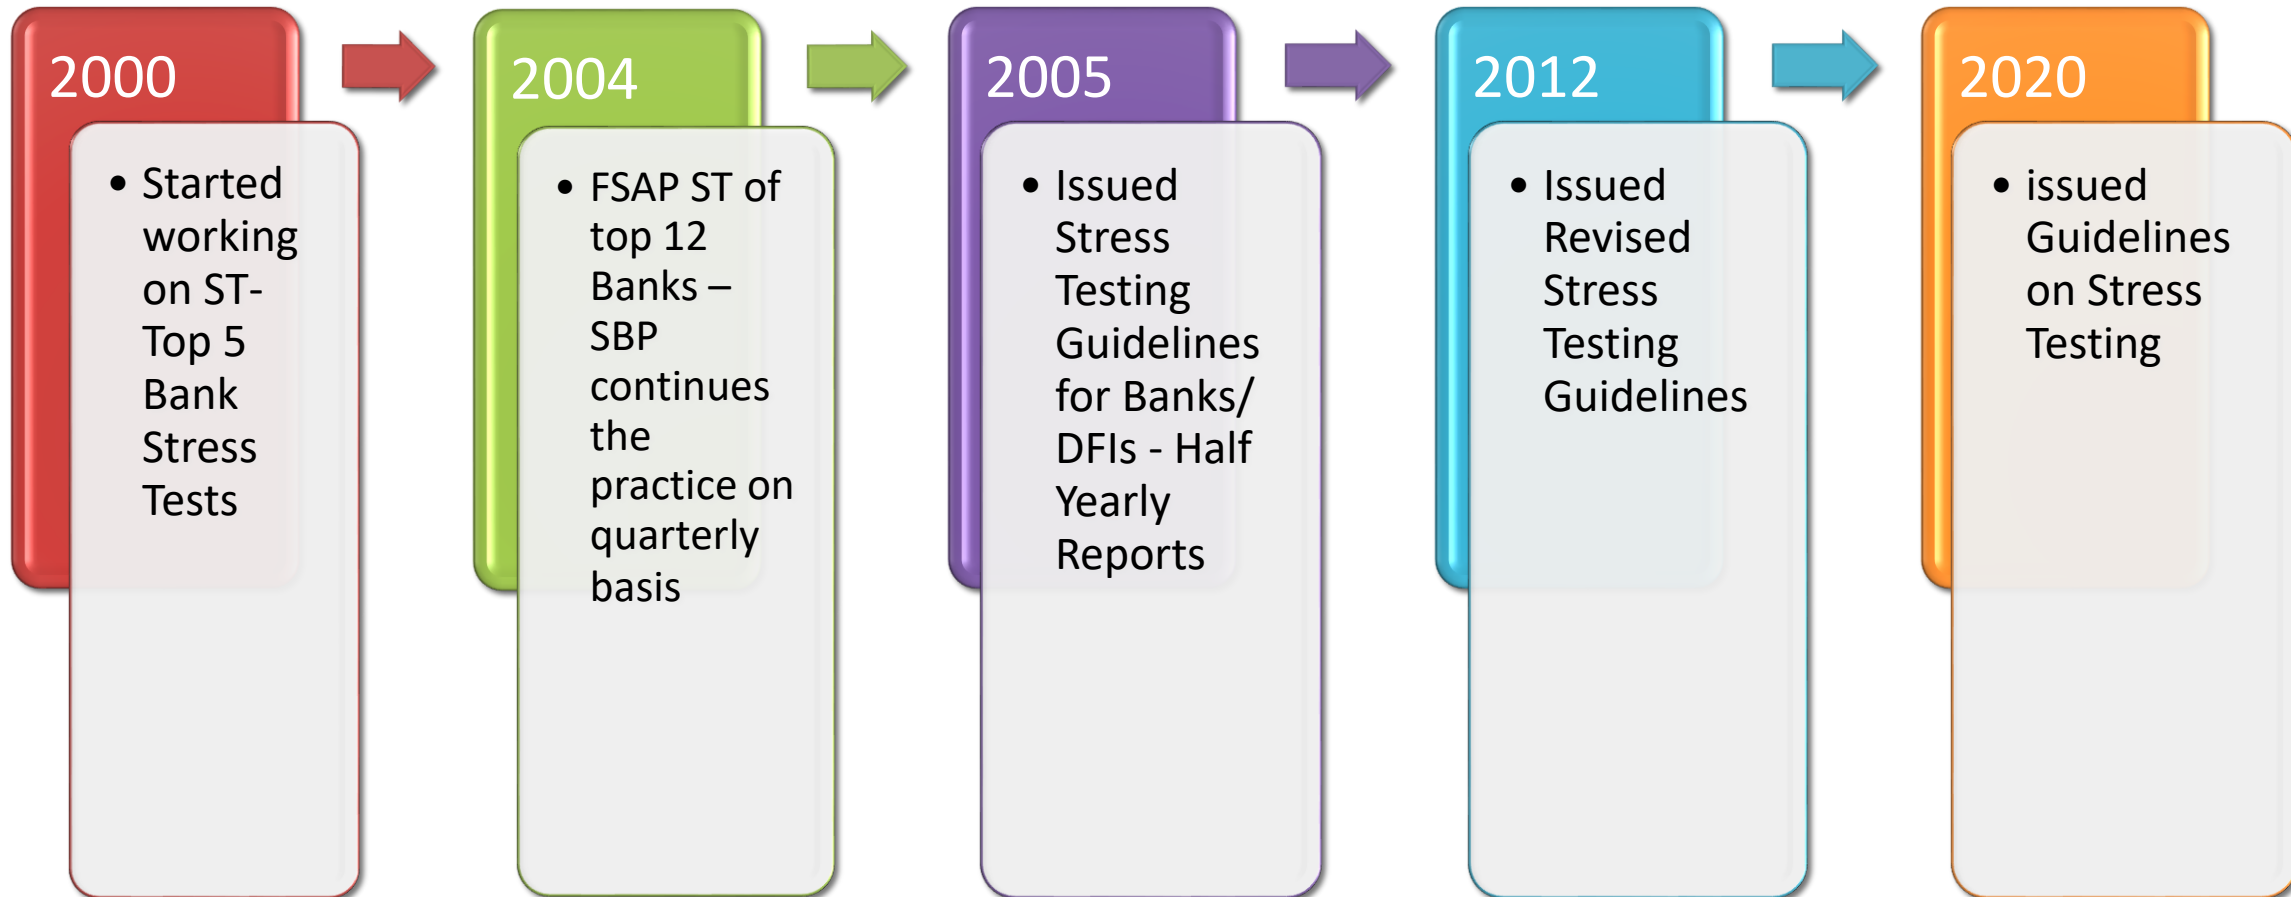 2000
• Started
working
on ST-
Top 5
Bank
Stress
Tests
2004
• FSAP ST of
top 12
Banks –
SBP
continues
the
practice on
quarterly
basis
2005
• Issued
Stress
Testing
Guidelines
for Banks/
DFIs - Half
Yearly
Reports
2012
• Issued
Revised
Stress
Testing
Guidelines
2020
• issued
Guidelines
on Stress
Testing